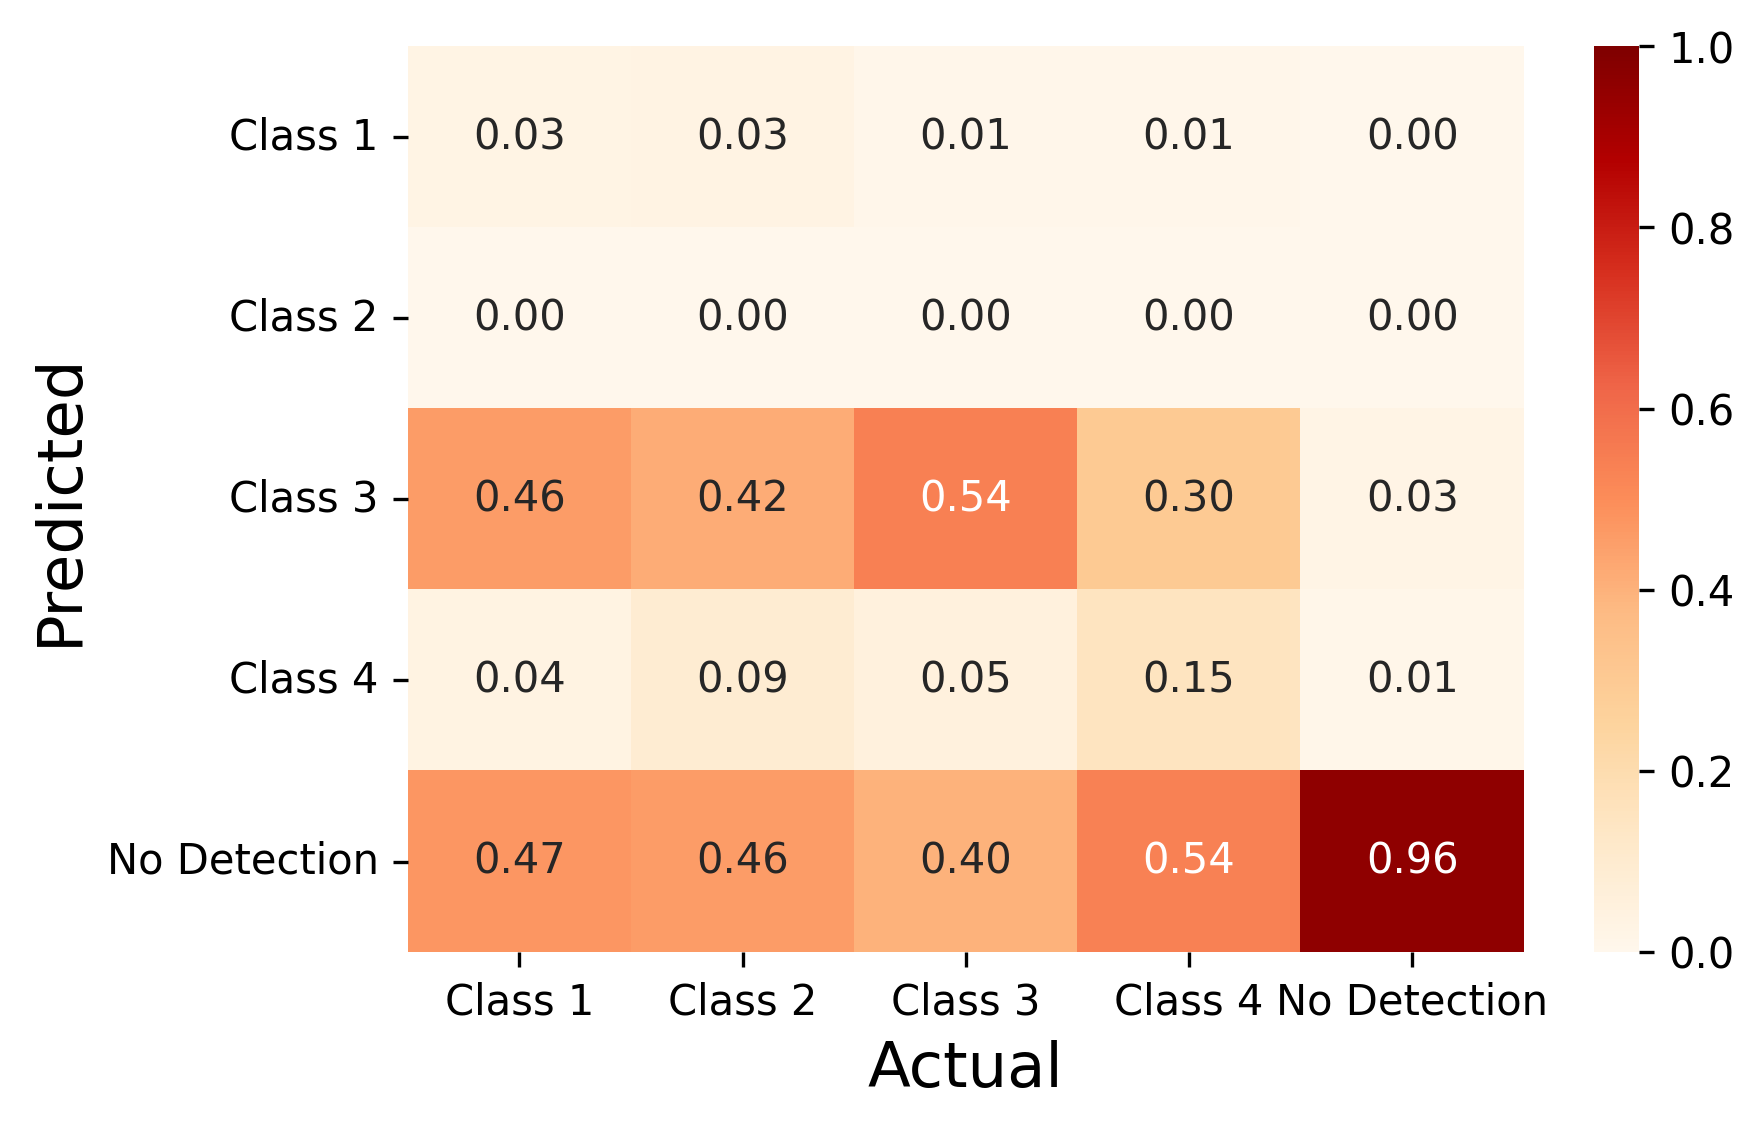 Predicted
Class 1 0.03 0.03 0.01 0.01 0.00
Class 2 0.00 0.00 0.00 0.00 0.00
Class 3 0.46 0.42 0.54 0.30 0.03
Class 4 0.04 0.09 0.05 0.15 0.01
No Detection 0.47 0.46 0.40 0.54 0.96
Class 1 Class 2 Class 3 Class 4 No Detection
Actual
1.0
0.8
0.6
0.4
0.2
0.0